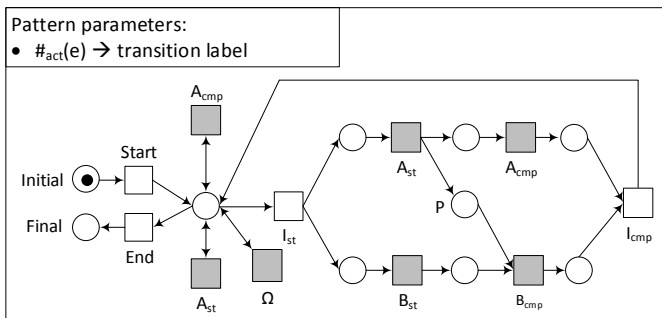 Pattern parameters:
• #act(e) → transition label
Acmp
Start
Initial
Ast
Acmp
P
Final
End
Ist
Icmp
Ast
Ω
Bst
Bcmp